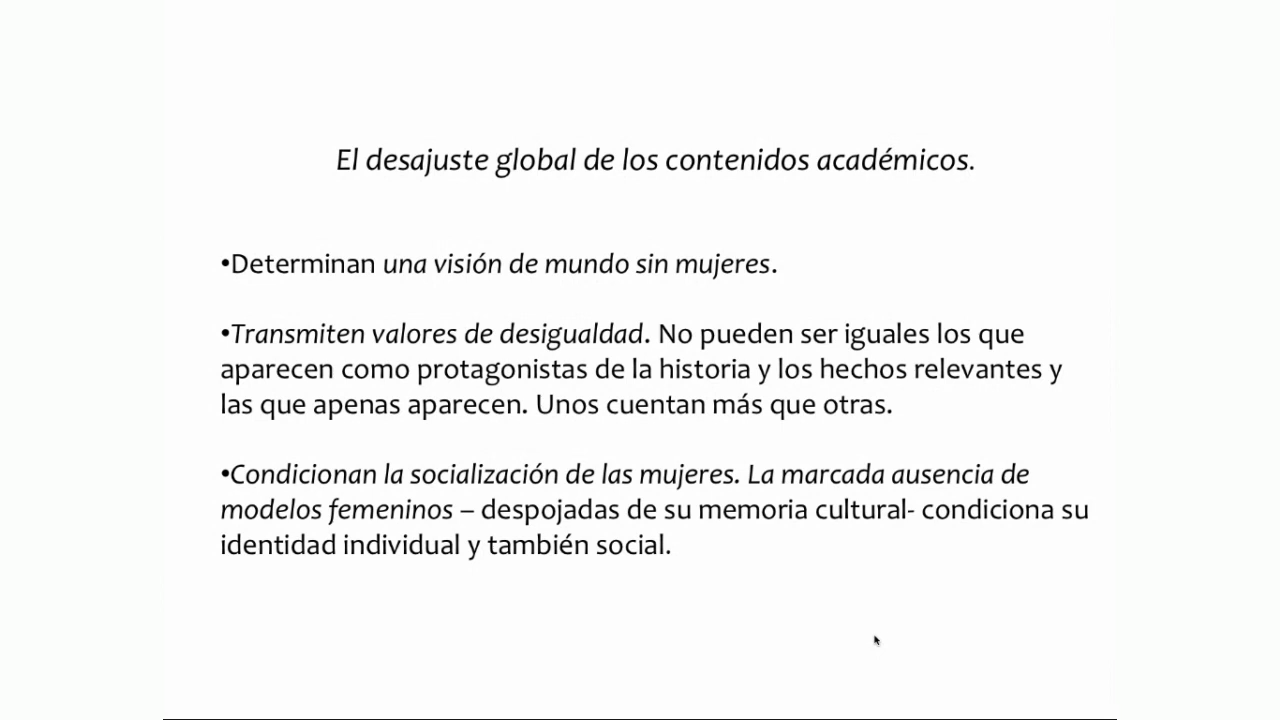 El desajuste global de los contenidos académicos.
•Determinan una visión de mundo sin mujeres.
•Transmiten valores de desigualdad. No pueden ser iguales los que
aparecen como protagonistas de la historia y los hechos relevantes y
las que apenas aparecen. Unos cuentan más que otras.
•Condicionan la socialización de las mujeres. La marcada ausencia de
modelos femeninos – despojadas de su memoria cultural- condiciona su
identidad individual y también social.